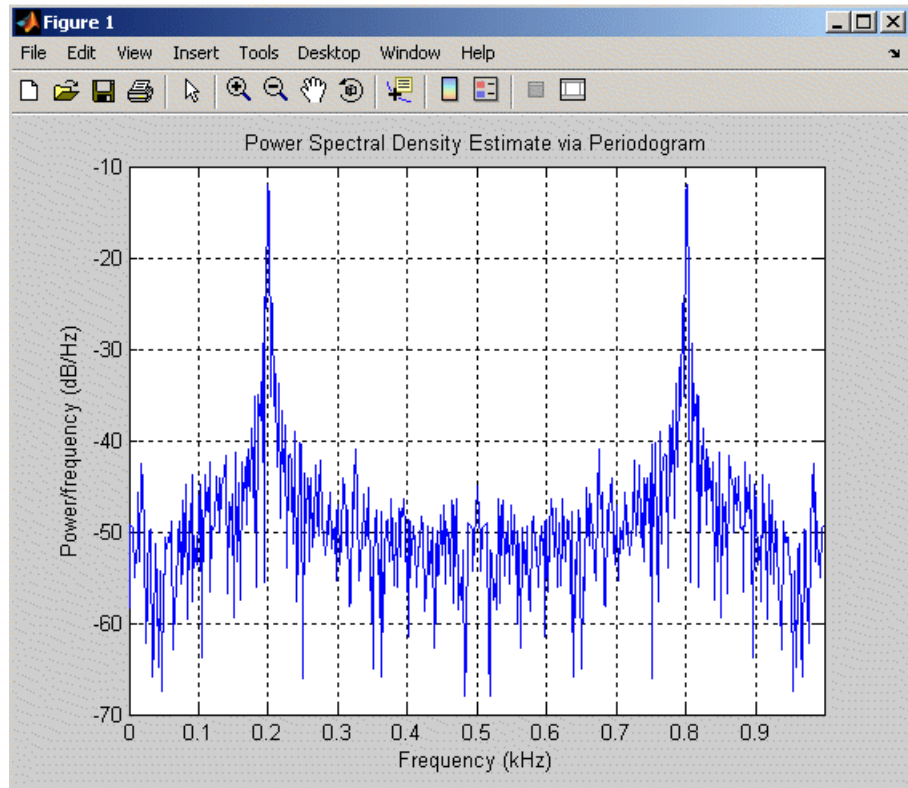 Figure 1
File Edit View Insert Tools Desktop Window Help
Power Spectral Density Estimate via Periodogram
-10
-20
-30
-40
-50
-60
-70
Power/frequency (dB/Hz)
0 0.1 0.2 0.3 0.4 0.5 0.6 0.7 0.8 0.9
Frequency (kHz)